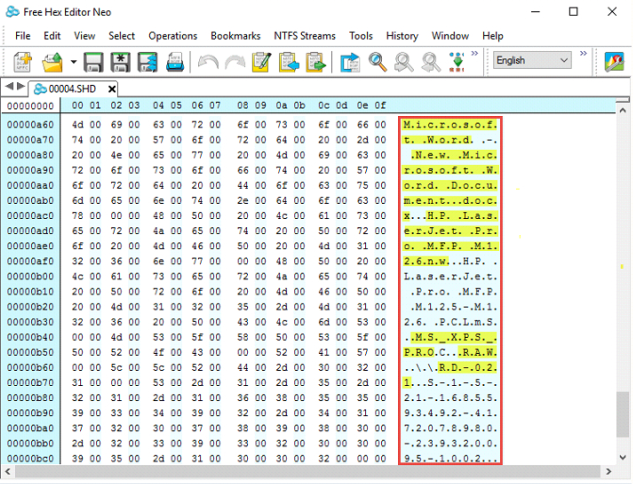 Free Hex Editor Neo
File Edit View Select Operations Bookmarks NTFS Streams Tools History Window Help
English
00004.SHD
00000000 00 01 02 03 04 05 06 07 08 09 0a 0b 0c 0d 0e 0f
00000a60 4d 00 69 00 63 00 72 00 6f 00 73 00 6f 00 66 00 M.i.c.r.o.s.o.f.
00000a70 74 00 20 00 57 00 6f 00 72 00 64 00 20 00 2d 00 t. .W.o.r.d. .-.
00000a80 20 00 4e 00 65 00 77 00 20 00 4d 00 69 00 63 00 .N.e.w. .M.i.c.
00000a90 72 00 6f 00 73 00 6f 00 66 00 74 00 20 00 57 00 r.o.s.o.f.t. .W.
00000aa0 6f 00 72 00 64 00 20 00 44 00 6f 00 63 00 75 00 o.r.d. .D.o.c.u.
00000ab0 6d 00 65 00 6e 00 74 00 2e 00 64 00 6f 00 63 00 m.e.n.t...d.o.c.
00000ac0 78 00 00 00 48 00 50 00 20 00 4c 00 61 00 73 00 x...H.P. .L.a.s.
00000ad0 65 00 72 00 4a 00 65 00 74 00 20 00 50 00 72 00 e.r.J.e.t. .P.r.
00000ae0 6f 00 20 00 4d 00 46 00 50 00 20 00 4d 00 31 00 o. .M.F.P. .M.1.
00000af0 32 00 36 00 6e 00 77 00 00 00 48 00 50 00 20 00 2.6.n.w...H.P. .
00000b00 4c 00 61 00 73 00 65 00 72 00 4a 00 65 00 74 00 L.a.s.e.r.J.e.t.
00000b10 20 00 50 00 72 00 6f 00 20 00 4d 00 46 00 50 00 .P.r.o. .M.F.P.
00000b20 20 00 4d 00 31 00 32 00 35 00 2d 00 4d 00 31 00 .M.1.2.5.-.M.1.
00000b30 32 00 36 00 20 00 50 00 43 00 4c 00 6d 00 53 00 2.6. .P.C.L.m.S.
00000b40 00 00 4d 00 53 00 5f 00 58 00 50 00 53 00 5f 00 ..M.S._.X.P.S._.
00000b50 50 00 52 00 4f 00 43 00 00 00 52 00 41 00 57 00 P.R.O.C...R.A.W.
00000b60 00 00 5c 00 5c 00 52 00 44 00 2d 00 30 00 32 00 ..\.\.R.D.-.0.2.
00000b70 31 00 00 00 53 00 2d 00 31 00 2d 00 35 00 2d 00 1...S.-.1.-.5.-.
00000b80 32 00 31 00 2d 00 31 00 36 00 38 00 35 00 35 00 2.1.-.1.6.8.5.5.
00000b90 39 00 33 00 34 00 39 00 32 00 2d 00 34 00 31 00 9.3.4.9.2.-.4.1.
00000ba0 37 00 32 00 30 00 37 00 38 00 39 00 38 00 30 00 7.2.0.7.8.9.8.0.
00000bb0 2d 00 32 00 33 00 39 00 33 00 32 00 30 00 30 00 -.2.3.9.3.2.0.0.
00000bc0 39 00 35 00 2d 00 31 00 30 00 30 00 32 00 00 00 9.5.-.1.0.0.2...